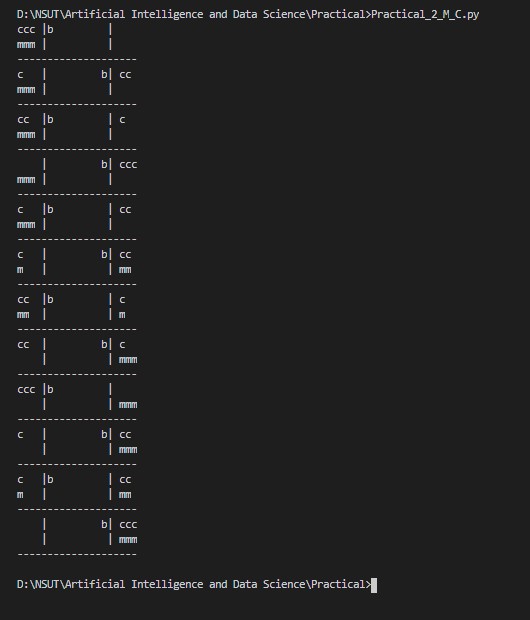 D:\NSUT\Artificial Intelligence and Data Science\Practical>Practical_2_M_C.py
ccc |b         |
mmm |          |
--------------------
c   |         b| cc
mmm |          |
--------------------
cc  |b         | c
mmm |          |
--------------------
    |         b| ccc
mmm |          |
--------------------
c   |b         | cc
mmm |          |
--------------------
c   |         b| cc
m   |          | mm
--------------------
cc  |b         | c
mm  |          | m
--------------------
cc  |         b| c
    |          | mmm
--------------------
ccc |b         |
    |          | mmm
--------------------
c   |         b| cc
    |          | mmm
--------------------
c   |b         | cc
m   |          | mm
--------------------
    |         b| ccc
    |          | mmm
--------------------
D:\NSUT\Artificial Intelligence and Data Science\Practical>